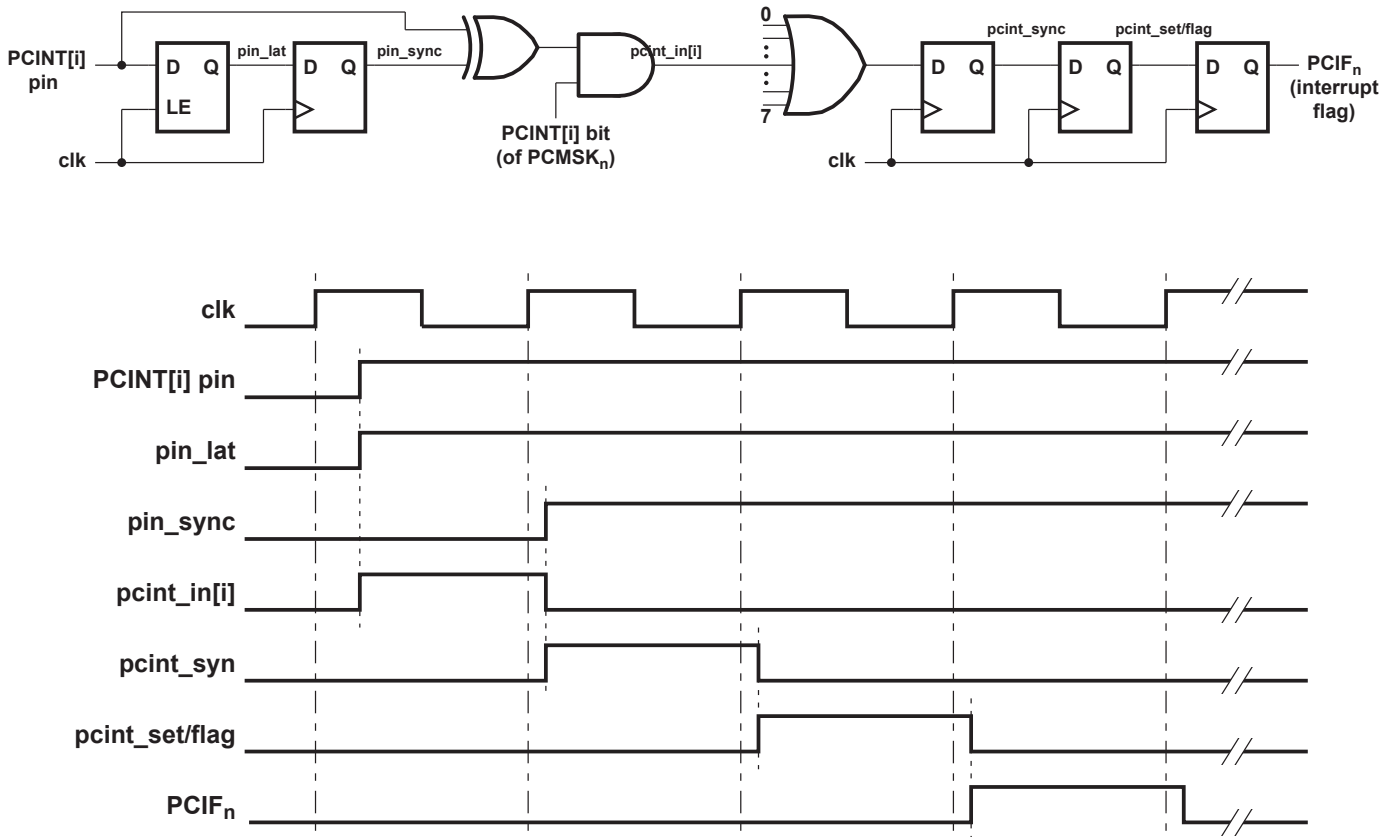 PCINT[i]
pin
D Q
LE
pin_lat
D Q
pin_sync
clk
PCINT[i] bit
(of PCMSKn)
pcint_in[i]
0
7
D Q
pcint_sync
D Q
pcint_set/flag
D Q
clk
PCIFn
(interrupt
flag)
clk
PCINT[i] pin
pin_lat
pin_sync
pcint_in[i]
pcint_syn
pcint_set/flag
PCIFn